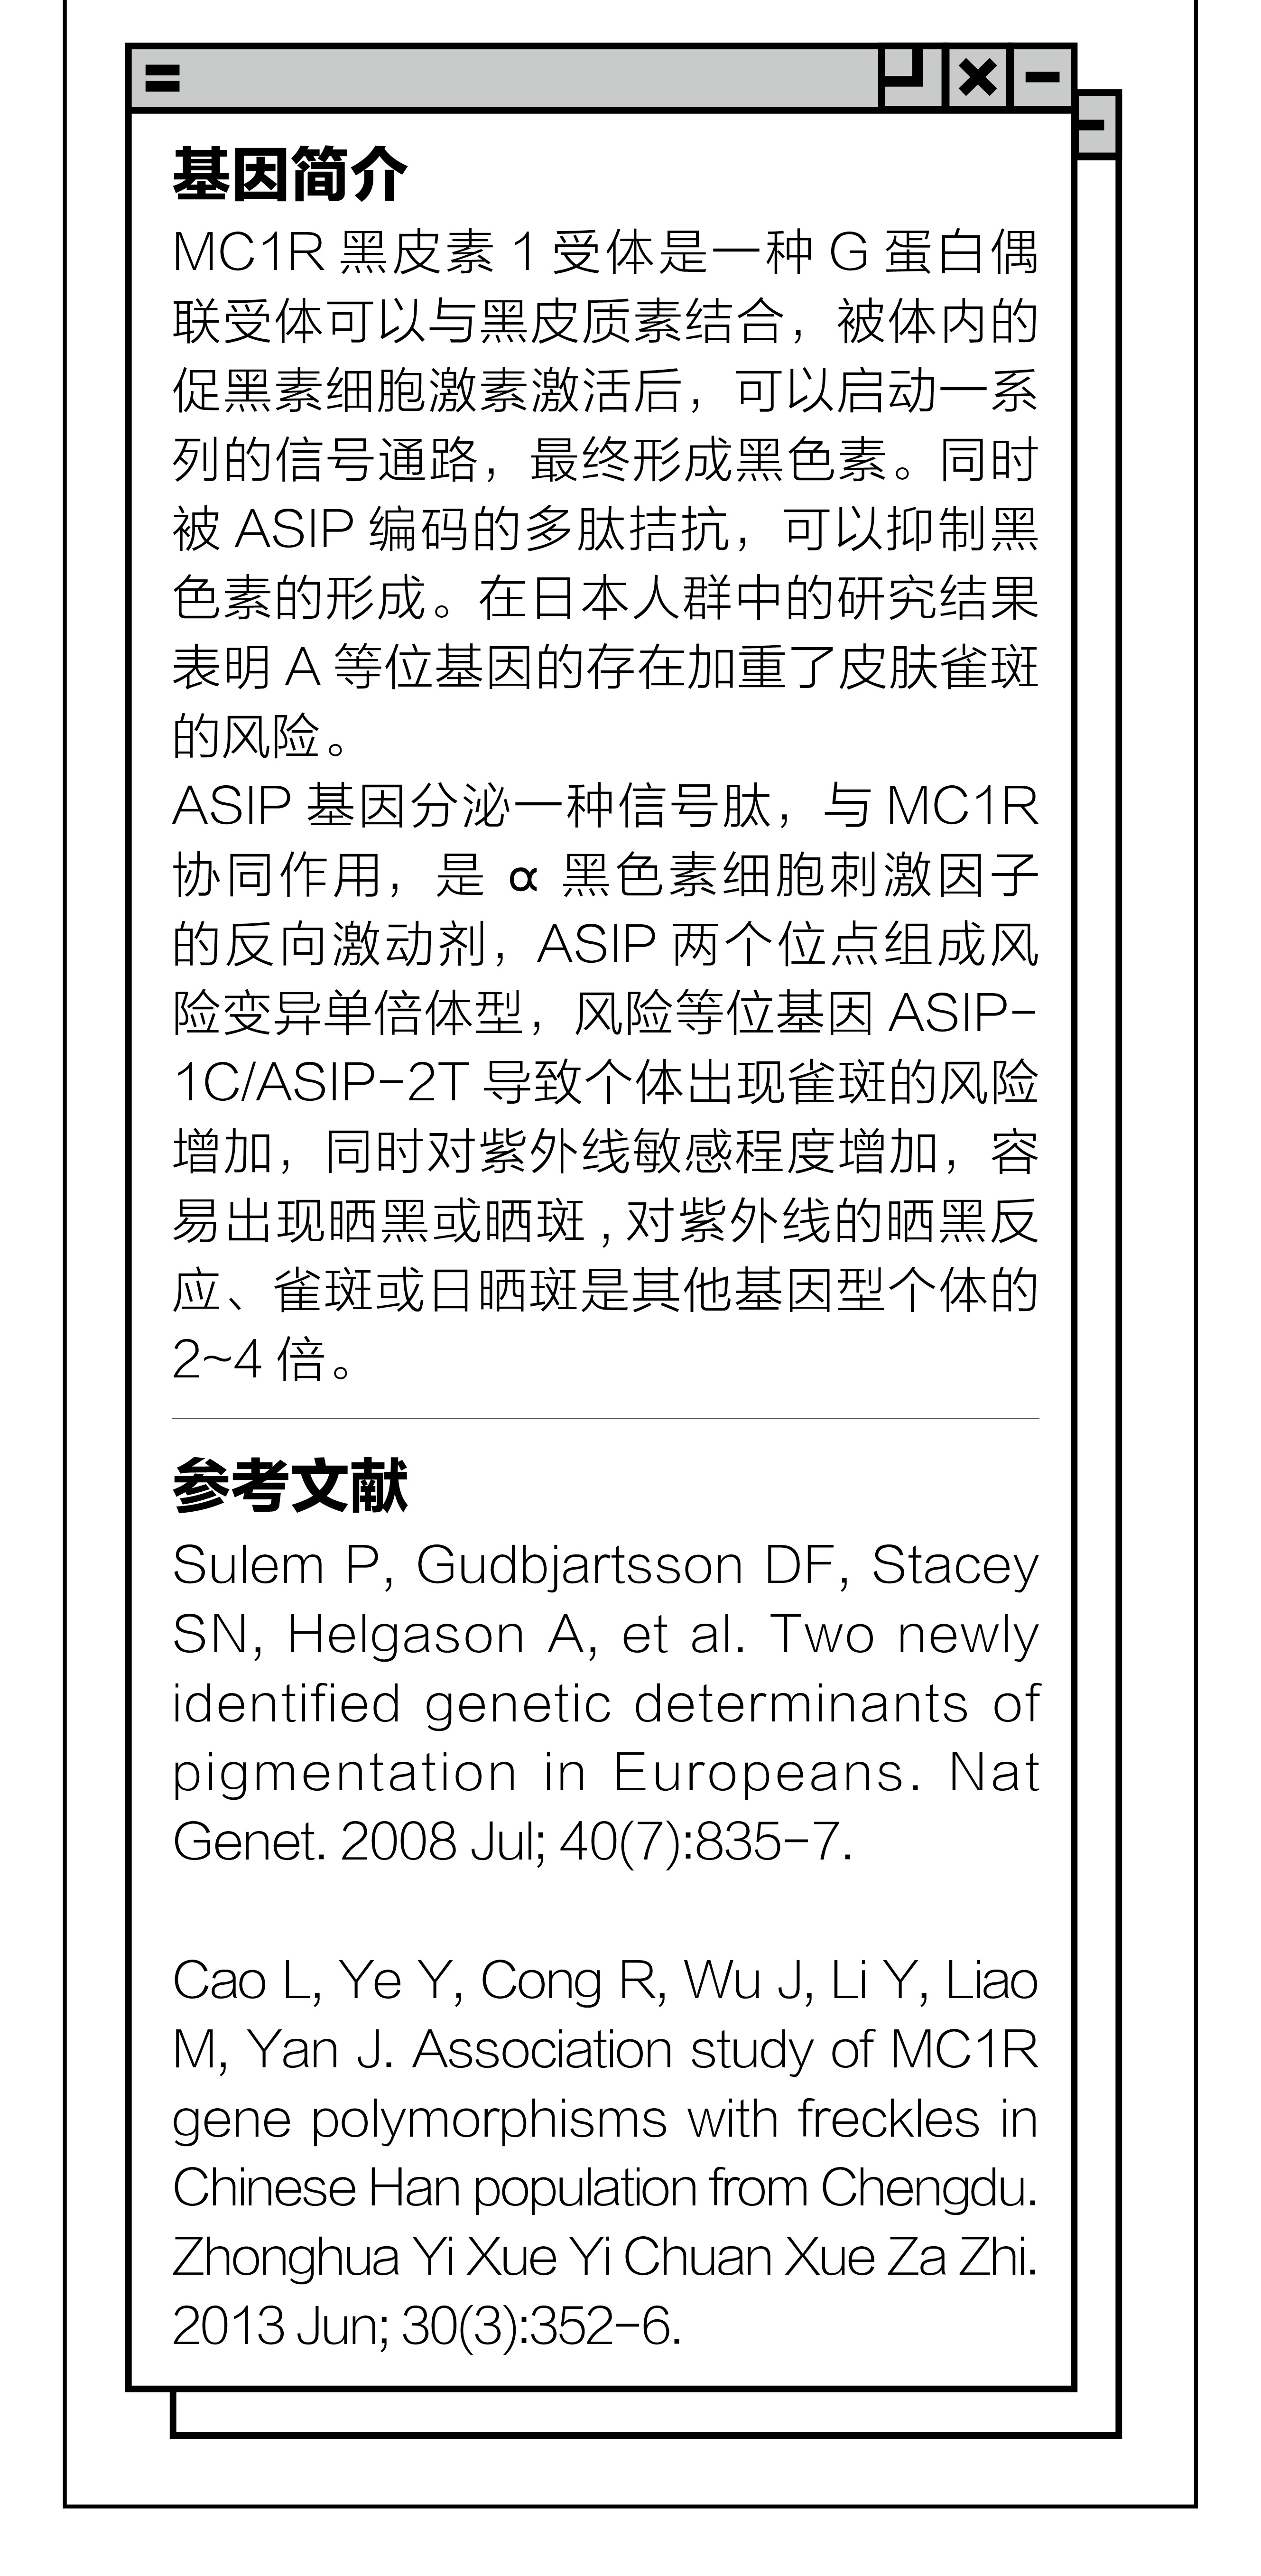 基因简介
MC1R 黑皮素 1 受体是一种 G 蛋白偶
联受体可以与黑皮质素结合，被体内的
促黑素细胞激素激活后，可以启动一系
列的信号通路，最终形成黑色素。同时
被 ASIP 编码的多肽拮抗，可以抑制黑
色素的形成。在日本人群中的研究结果
表明 A 等位基因的存在加重了皮肤雀斑
的风险。
ASIP 基因分泌一种信号肽，与 MC1R
协同作用，是 α 黑色素细胞刺激因子
的反向激动剂，ASIP 两个位点组成风
险变异单倍体型，风险等位基因 ASIP-
1C/ASIP-2T 导致个体出现雀斑的风险
增加，同时对紫外线敏感程度增加，容
易出现晒黑或晒斑 , 对紫外线的晒黑反
应、雀斑或日晒斑是其他基因型个体的
2~4 倍。
参考文献
Sulem P, Gudbjartsson DF, Stacey
SN, Helgason A, et al. Two newly
identified genetic determinants of
pigmentation in Europeans. Nat
Genet. 2008 Jul; 40(7):835-7.
Cao L, Ye Y, Cong R, Wu J, Li Y, Liao
M, Yan J. Association study of MC1R
gene polymorphisms with freckles in
Chinese Han population from Chengdu.
Zhonghua Yi Xue Yi Chuan Xue Za Zhi.
2013 Jun; 30(3):352-6.